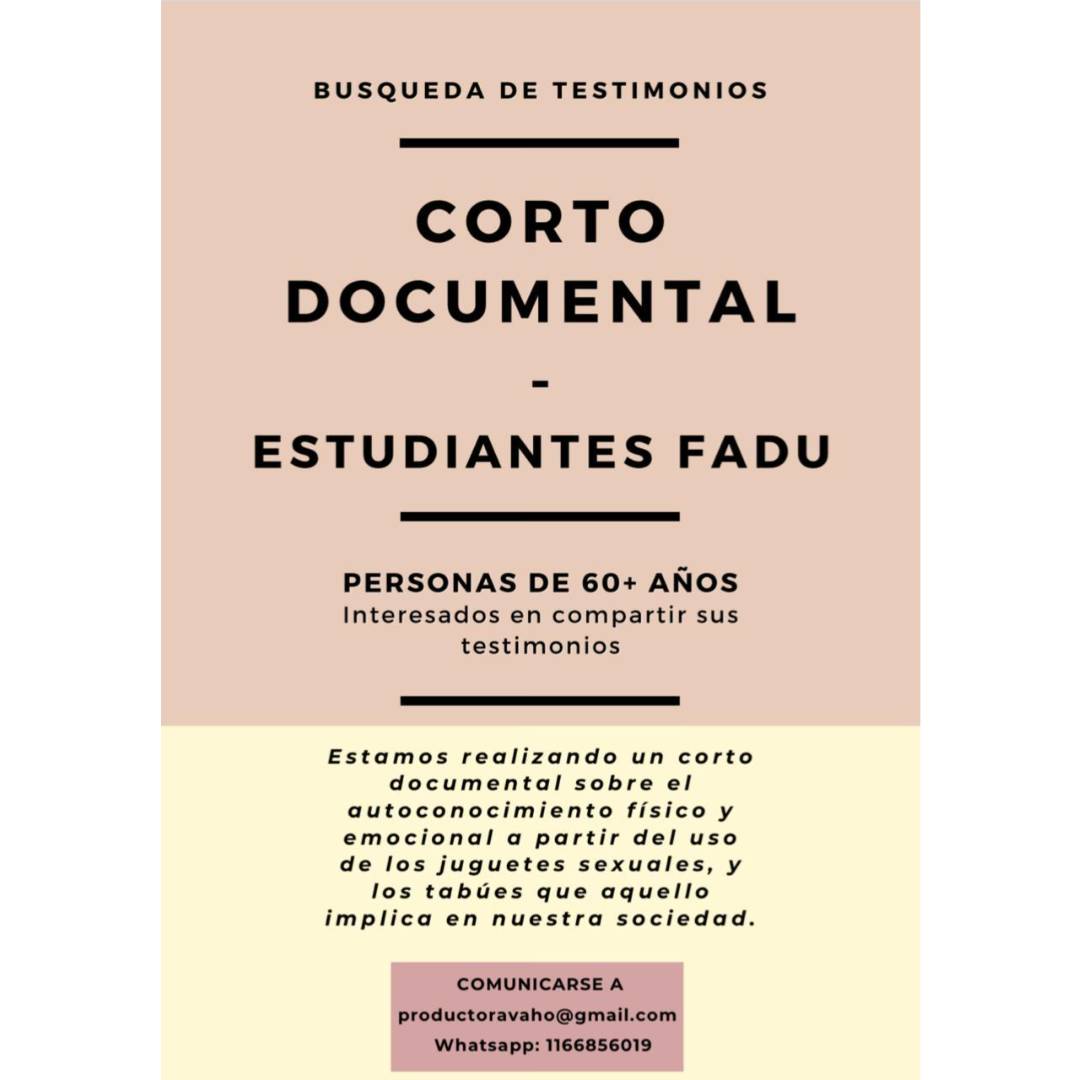 BUSQUEDA DE TESTIMONIOS
CORTO
DOCUMENTAL
-
ESTUDIANTES FADU
PERSONAS DE 60+ AÑOS
Interesados en compartir sus
testimonios
Estamos realizando un corto
documental sobre el
autoconocimiento físico y
emocional a partir del uso
de los juguetes sexuales, y
los tabúes que aquello
implica en nuestra sociedad.
COMUNICARSE A
productoravaho@gmail.com
Whatsapp: 1166856019